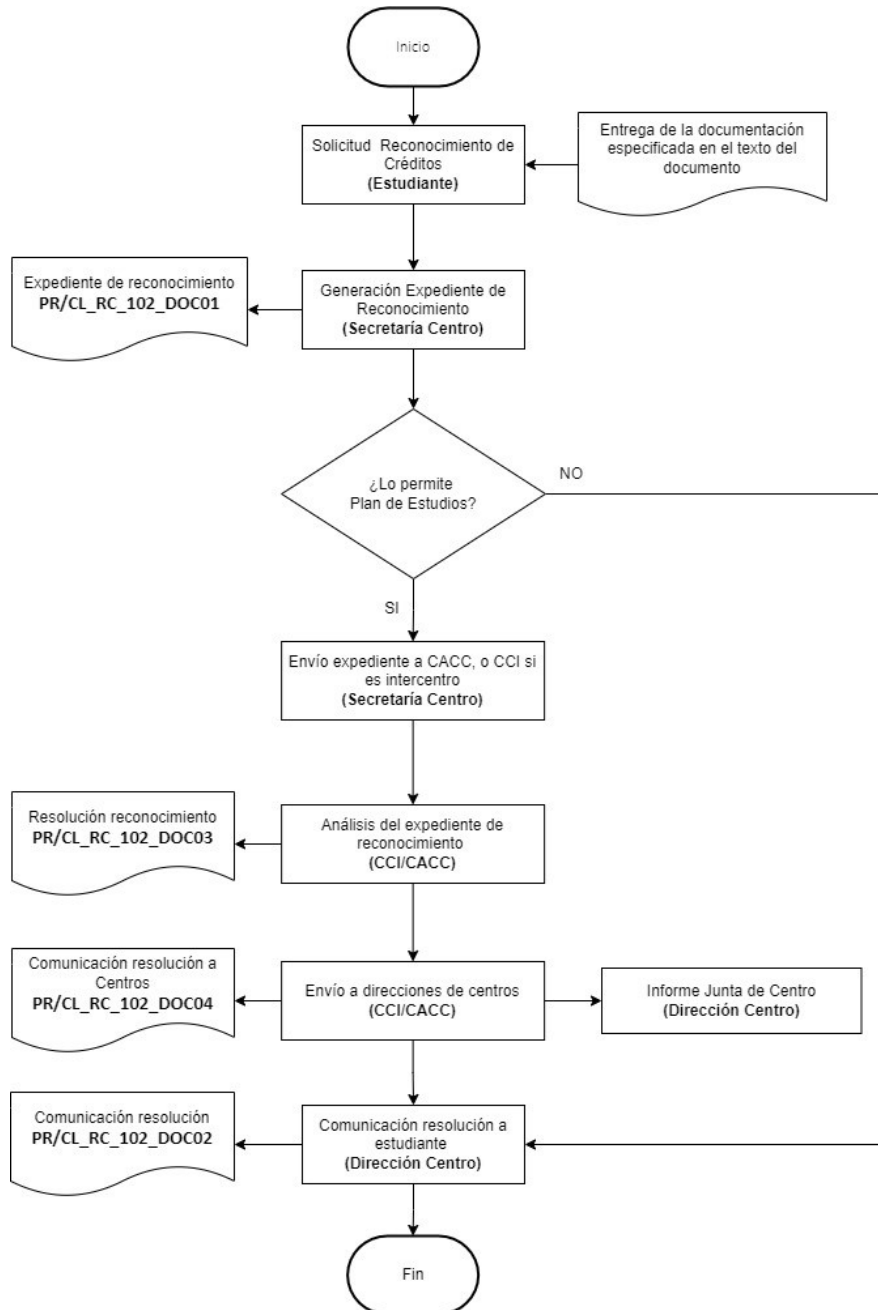 Inicio
Solicitud Reconocimiento de
Créditos
(Estudiante)
Entrega de la documentación
especificada en el texto del
documento
Expediente de reconocimiento
PR/CL_RC_102_DOC01
Generación Expediente de
Reconocimiento
(Secretaría Centro)
¿Lo permite
Plan de Estudios?
NO
SI
Envío expediente a CACC, o CCI si
es intercentro
(Secretaría Centro)
Resolución reconocimiento
PR/CL_RC_102_DOC03
Análisis del expediente de
reconocimiento
(CCI/CACC)
Comunicación resolución a
Centros
PR/CL_RC_102_DOC04
Envío a direcciones de centros
(CCI/CACC)
Informe Junta de Centro
(Dirección Centro)
Comunicación resolución
PR/CL_RC_102_DOC02
Comunicación resolución a
estudiante
(Dirección Centro)
Fin